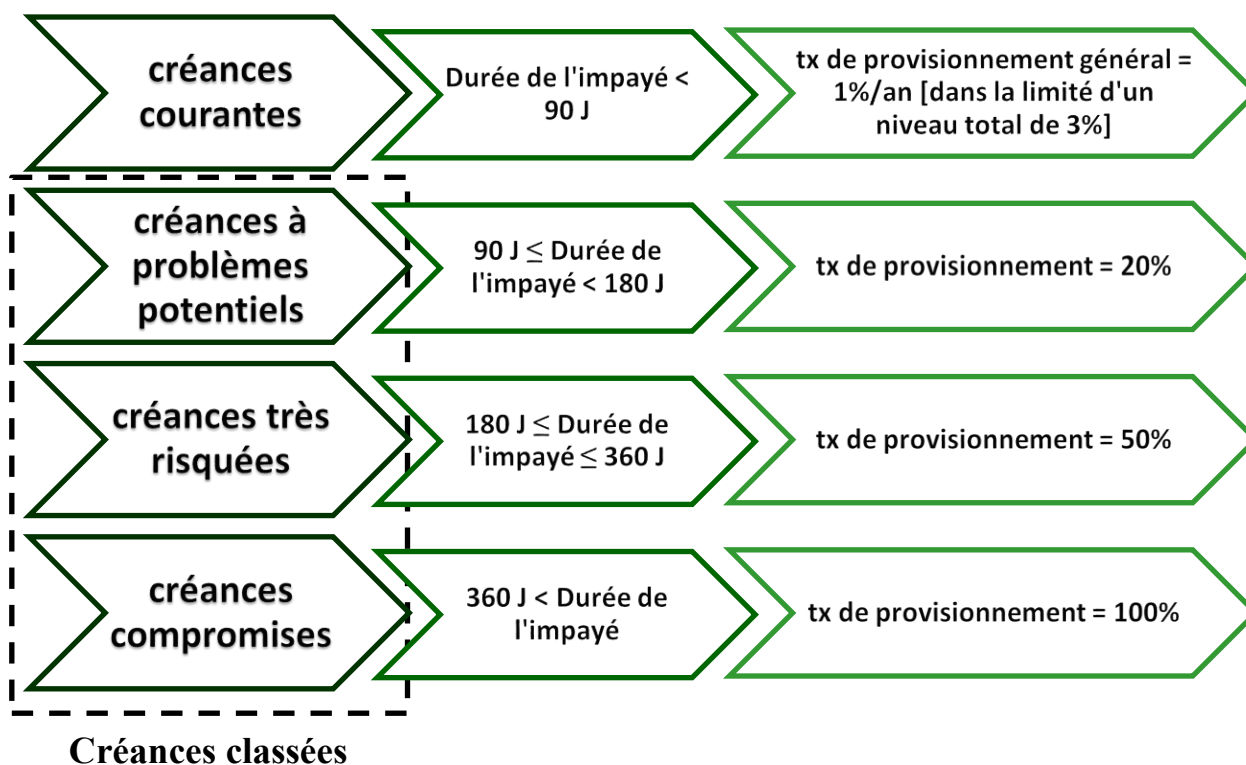 créances
courantes
Durée de l'impayé <
90 J
tx de provisionnement général =
1%/an [dans la limité d'un
niveau total de 3%]
créances à
problèmes
potentiels
90 J ≤ Durée de
l'impayé < 180 J
tx de provisionnement = 20%
créances très
risquées
180 J ≤ Durée de
l'impayé ≤ 360 J
tx de provisionnement = 50%
créances
compromises
360 J < Durée de
l'impayé
tx de provisionnement = 100%
Créances classées